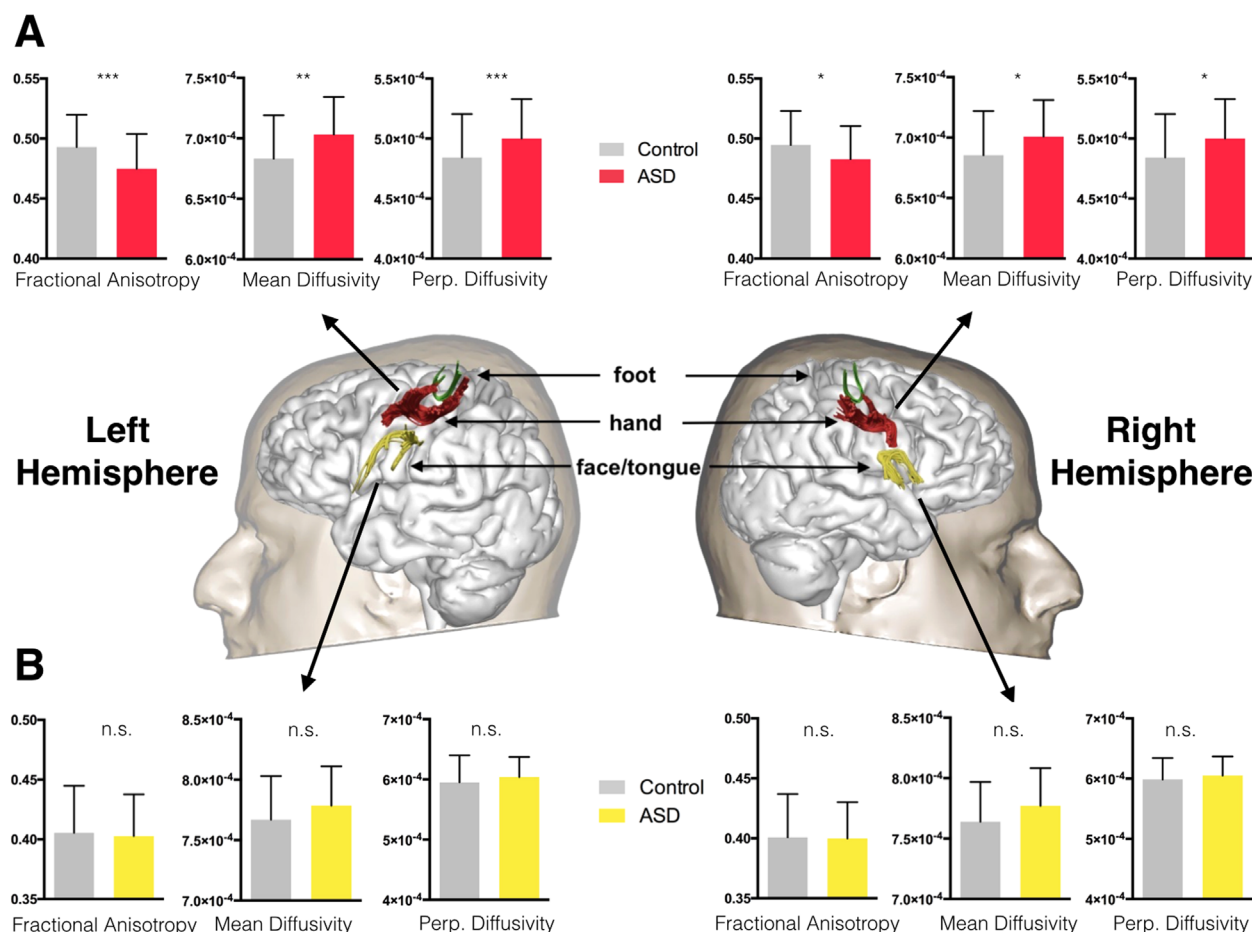 A
0.55
0.50
0.45
0.40
***
Fractional Anisotropy
7.5×10⁻⁴
7.0×10⁻⁴
6.5×10⁻⁴
6.0×10⁻⁴
**
Mean Diffusivity
5.5×10⁻⁴
5.0×10⁻⁴
4.5×10⁻⁴
4.0×10⁻⁴
***
Perp. Diffusivity
Control
ASD
0.55
0.50
0.45
0.40
*
Fractional Anisotropy
7.5×10⁻⁴
7.0×10⁻⁴
6.5×10⁻⁴
6.0×10⁻⁴
*
Mean Diffusivity
5.5×10⁻⁴
5.0×10⁻⁴
4.5×10⁻⁴
4.0×10⁻⁴
*
Perp. Diffusivity
Left
Hemisphere
foot
hand
face/tongue
Right
Hemisphere
B
0.50
0.45
0.40
0.35
n.s.
Fractional Anisotropy
8.5×10⁻⁴
8.0×10⁻⁴
7.5×10⁻⁴
7.0×10⁻⁴
n.s.
Mean Diffusivity
7×10⁻⁴
6×10⁻⁴
5×10⁻⁴
4×10⁻⁴
n.s.
Perp. Diffusivity
Control
ASD
0.50
0.45
0.40
0.35
n.s.
Fractional Anisotropy
8.5×10⁻⁴
8.0×10⁻⁴
7.5×10⁻⁴
7.0×10⁻⁴
n.s.
Mean Diffusivity
7×10⁻⁴
6×10⁻⁴
5×10⁻⁴
4×10⁻⁴
n.s.
Perp. Diffusivity